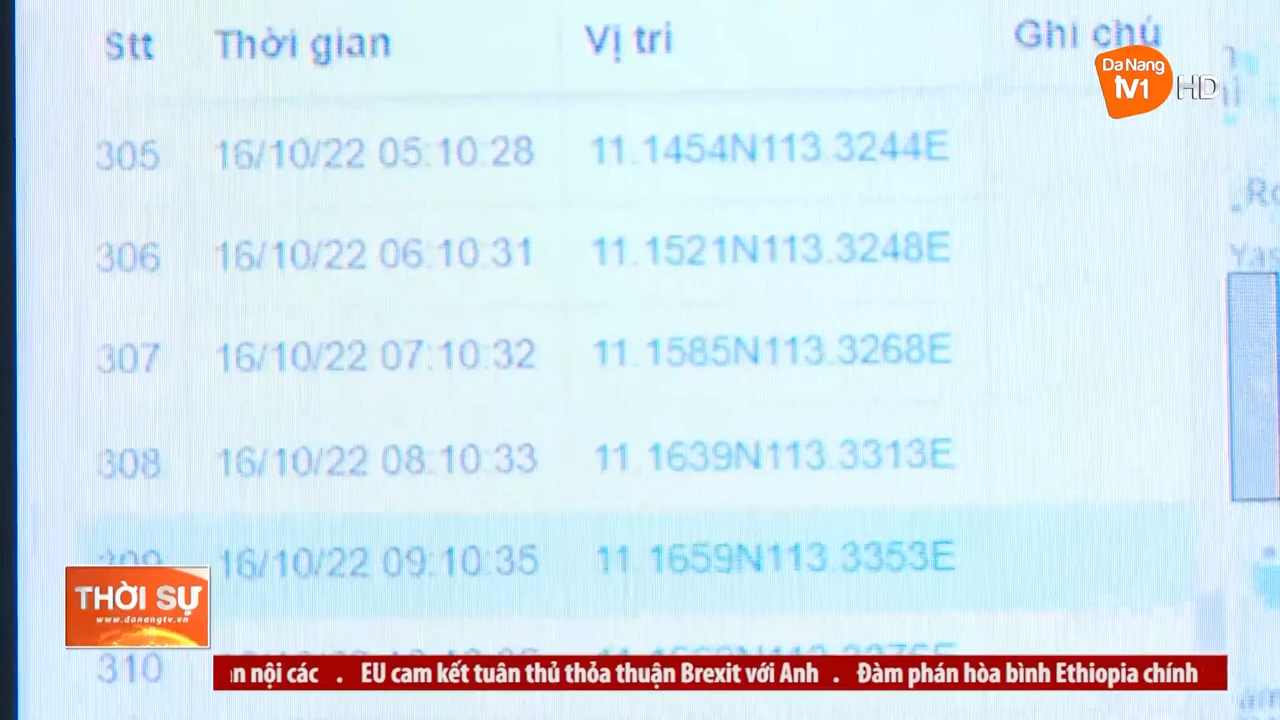 Stt Thời gian Vị trí Ghi chú
Da Nang TV1 HD
305 16/10/22 05:10:28 11.1454N113.3244E
306 16/10/22 06:10:31 11.1521N113.3248E
307 16/10/22 07:10:32 11.1585N113.3268E
308 16/10/22 08:10:33 11.1639N113.3313E
309 16/10/22 09:10:35 11.1659N113.3353E
310
THỜI SỰ
www.danangtv.vn
nội các . EU cam kết tuân thủ thỏa thuận Brexit với Anh . Đàm phán hòa bình Ethiopia chính